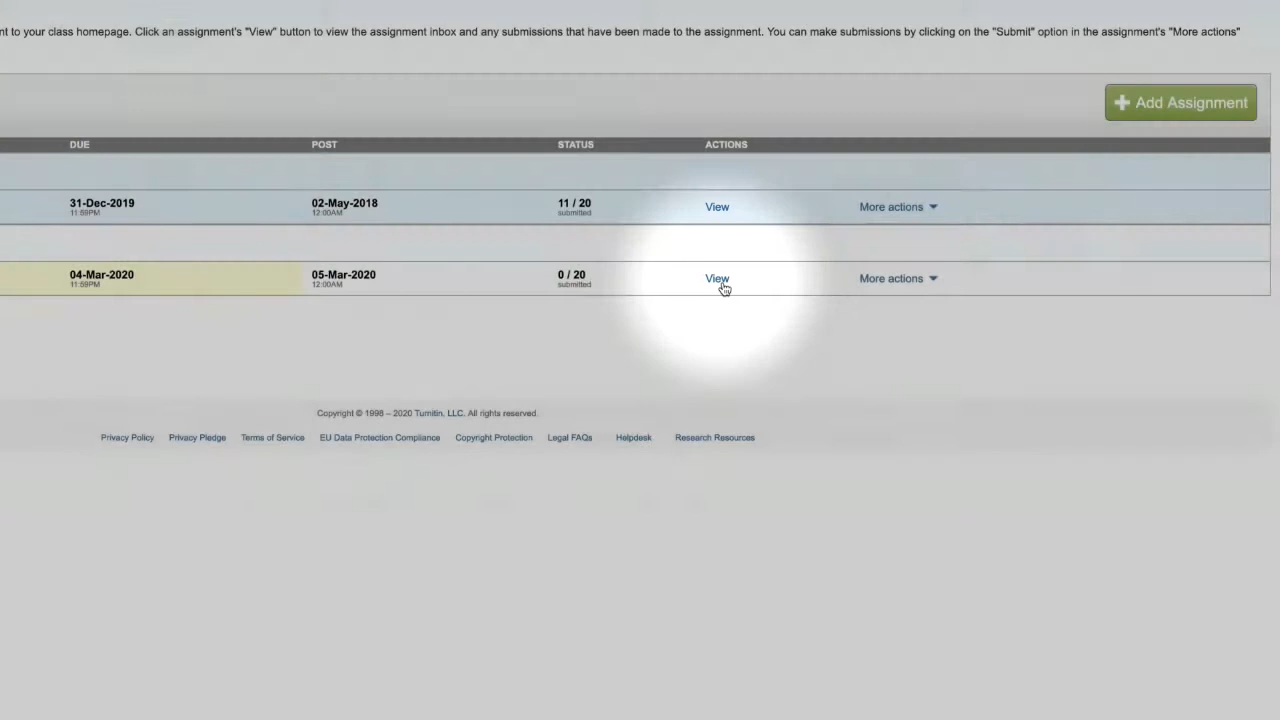 nt to your class homepage. Click an assignment's "View" button to view the assignment inbox and any submissions that have been made to the assignment. You can make submissions by clicking on the "Submit" option in the assignment's "More actions"
Add Assignment
DUE POST STATUS ACTIONS
31-Dec-2019 02-May-2018 11 / 20 View More actions
11:59PM 12:00AM submitted
04-Mar-2020 05-Mar-2020 0 / 20 View More actions
11:59PM 12:00AM submitted
Copyright © 1998 – 2020 Turnitin, LLC. All rights reserved.
Privacy Policy Privacy Pledge Terms of Service EU Data Protection Compliance Copyright Protection Legal FAQs Helpdesk Research Resources